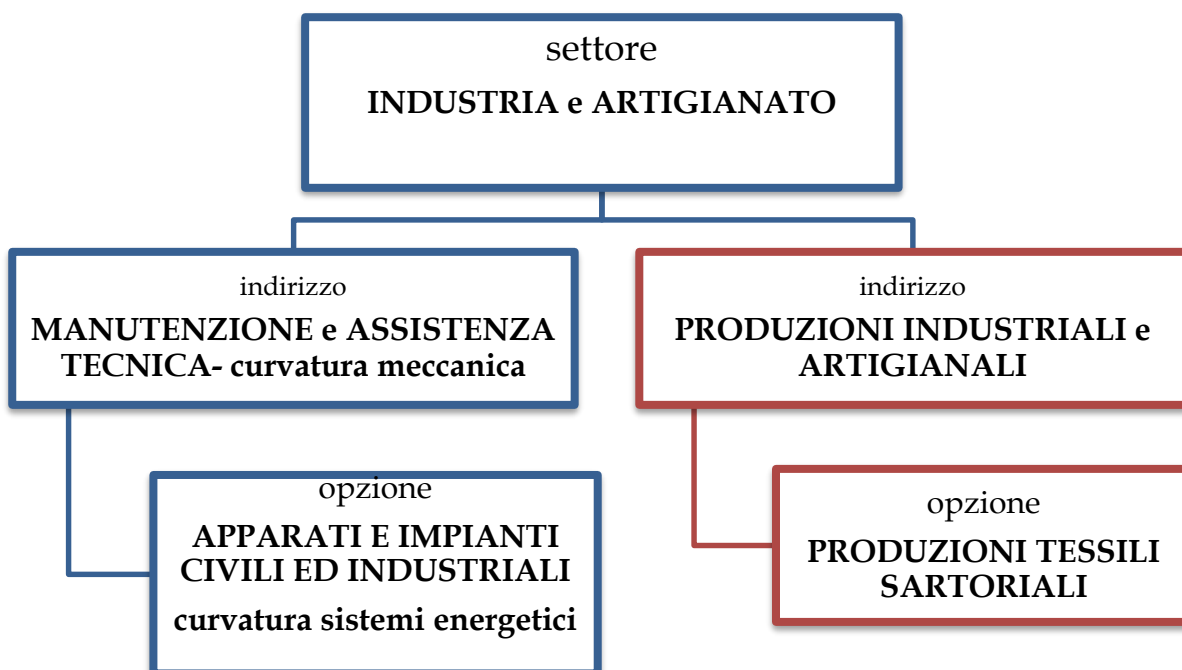 settore
INDUSTRIA e ARTIGIANATO
indirizzo
MANUTENZIONE e ASSISTENZA
TECNICA- curvatura meccanica
indirizzo
PRODUZIONI INDUSTRIALI e
ARTIGIANALI
opzione
APPARATI E IMPIANTI
CIVILI ED INDUSTRIALI
curvatura sistemi energetici
opzione
PRODUZIONI TESSILI
SARTORIALI